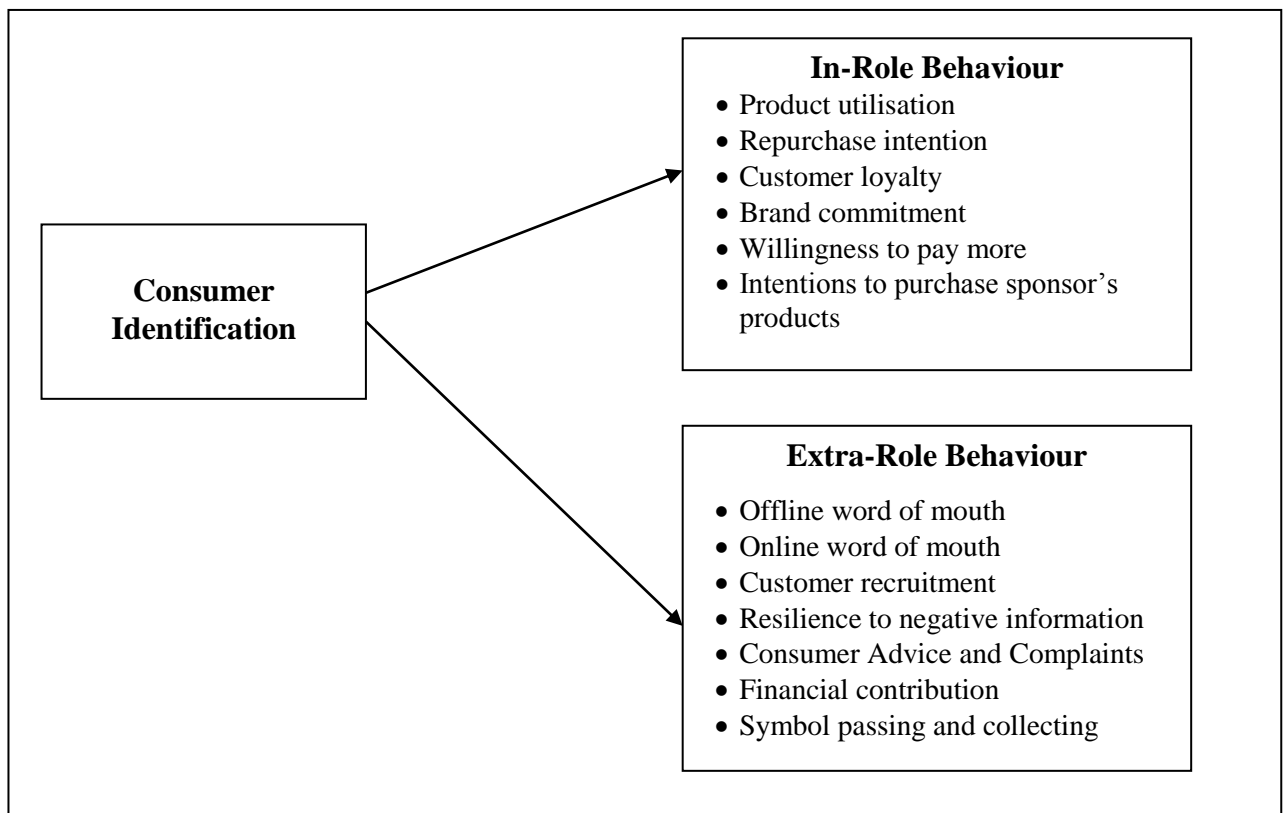 Consumer
Identification
In-Role Behaviour
• Product utilisation
• Repurchase intention
• Customer loyalty
• Brand commitment
• Willingness to pay more
• Intentions to purchase sponsor’s
products
Extra-Role Behaviour
• Offline word of mouth
• Online word of mouth
• Customer recruitment
• Resilience to negative information
• Consumer Advice and Complaints
• Financial contribution
• Symbol passing and collecting